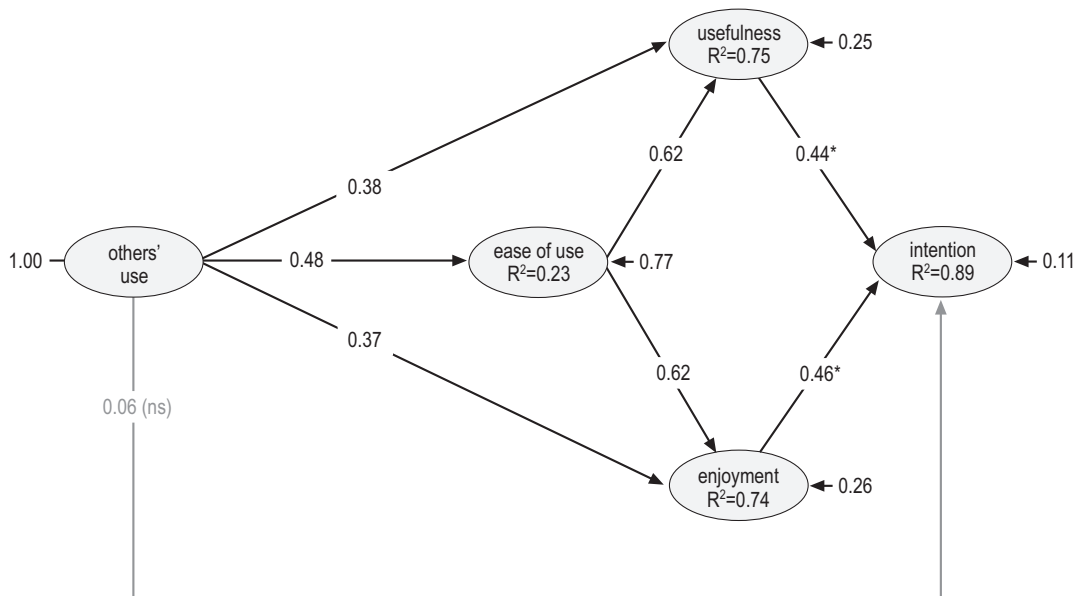 usefulness
R²=0.75
0.25
0.62
0.44*
0.38
others'
use
1.00
0.48
ease of use
R²=0.23
0.77
intention
R²=0.89
0.11
0.37
0.62
0.46*
0.06 (ns)
enjoyment
R²=0.74
0.26